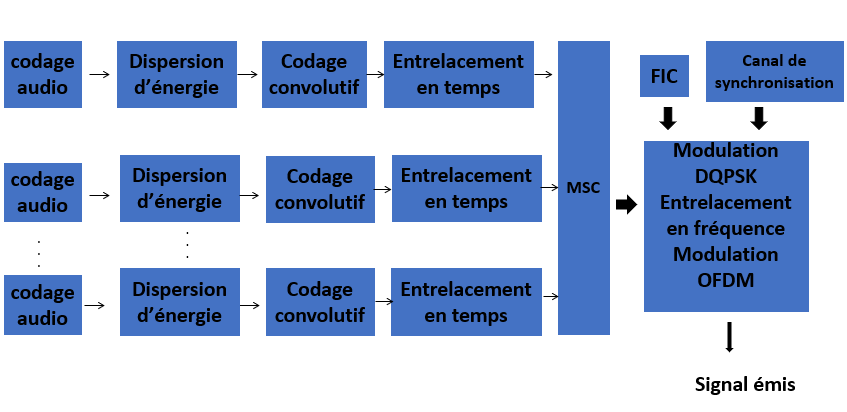 codage
audio
Dispersion
d'énergie
Codage
convolutif
Entrelacement
en temps
codage
audio
Dispersion
d'énergie
Codage
convolutif
Entrelacement
en temps
codage
audio
Dispersion
d'énergie
Codage
convolutif
Entrelacement
en temps
MSC
FIC
Canal de
synchronisation
Modulation
DQPSK
Entrelacement
en fréquence
Modulation
OFDM
Signal émis